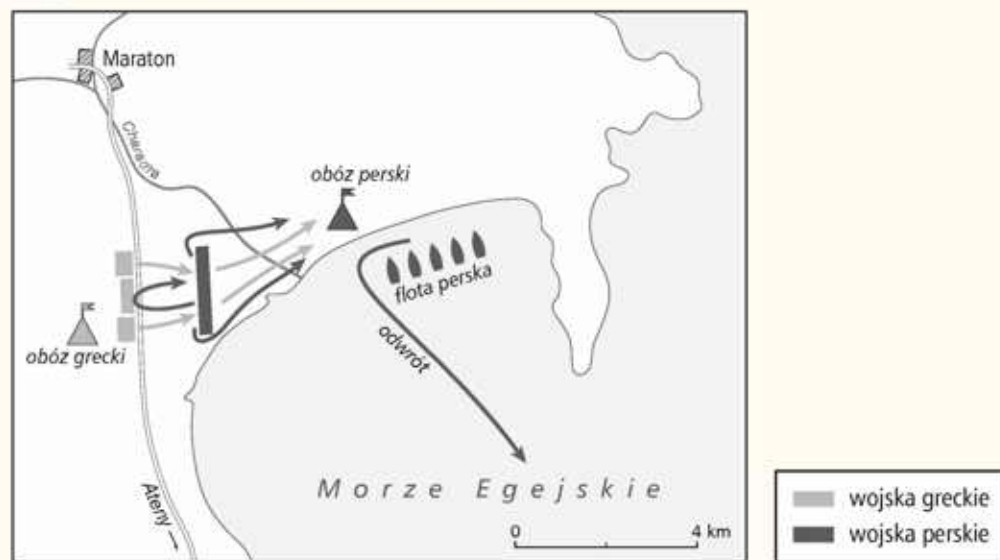 Maraton
Charadra
obóz perski
flota perska
obóz grecki
odwrót
Ateny
Morze Egejskie
0 4 km
wojska greckie
wojska perskie